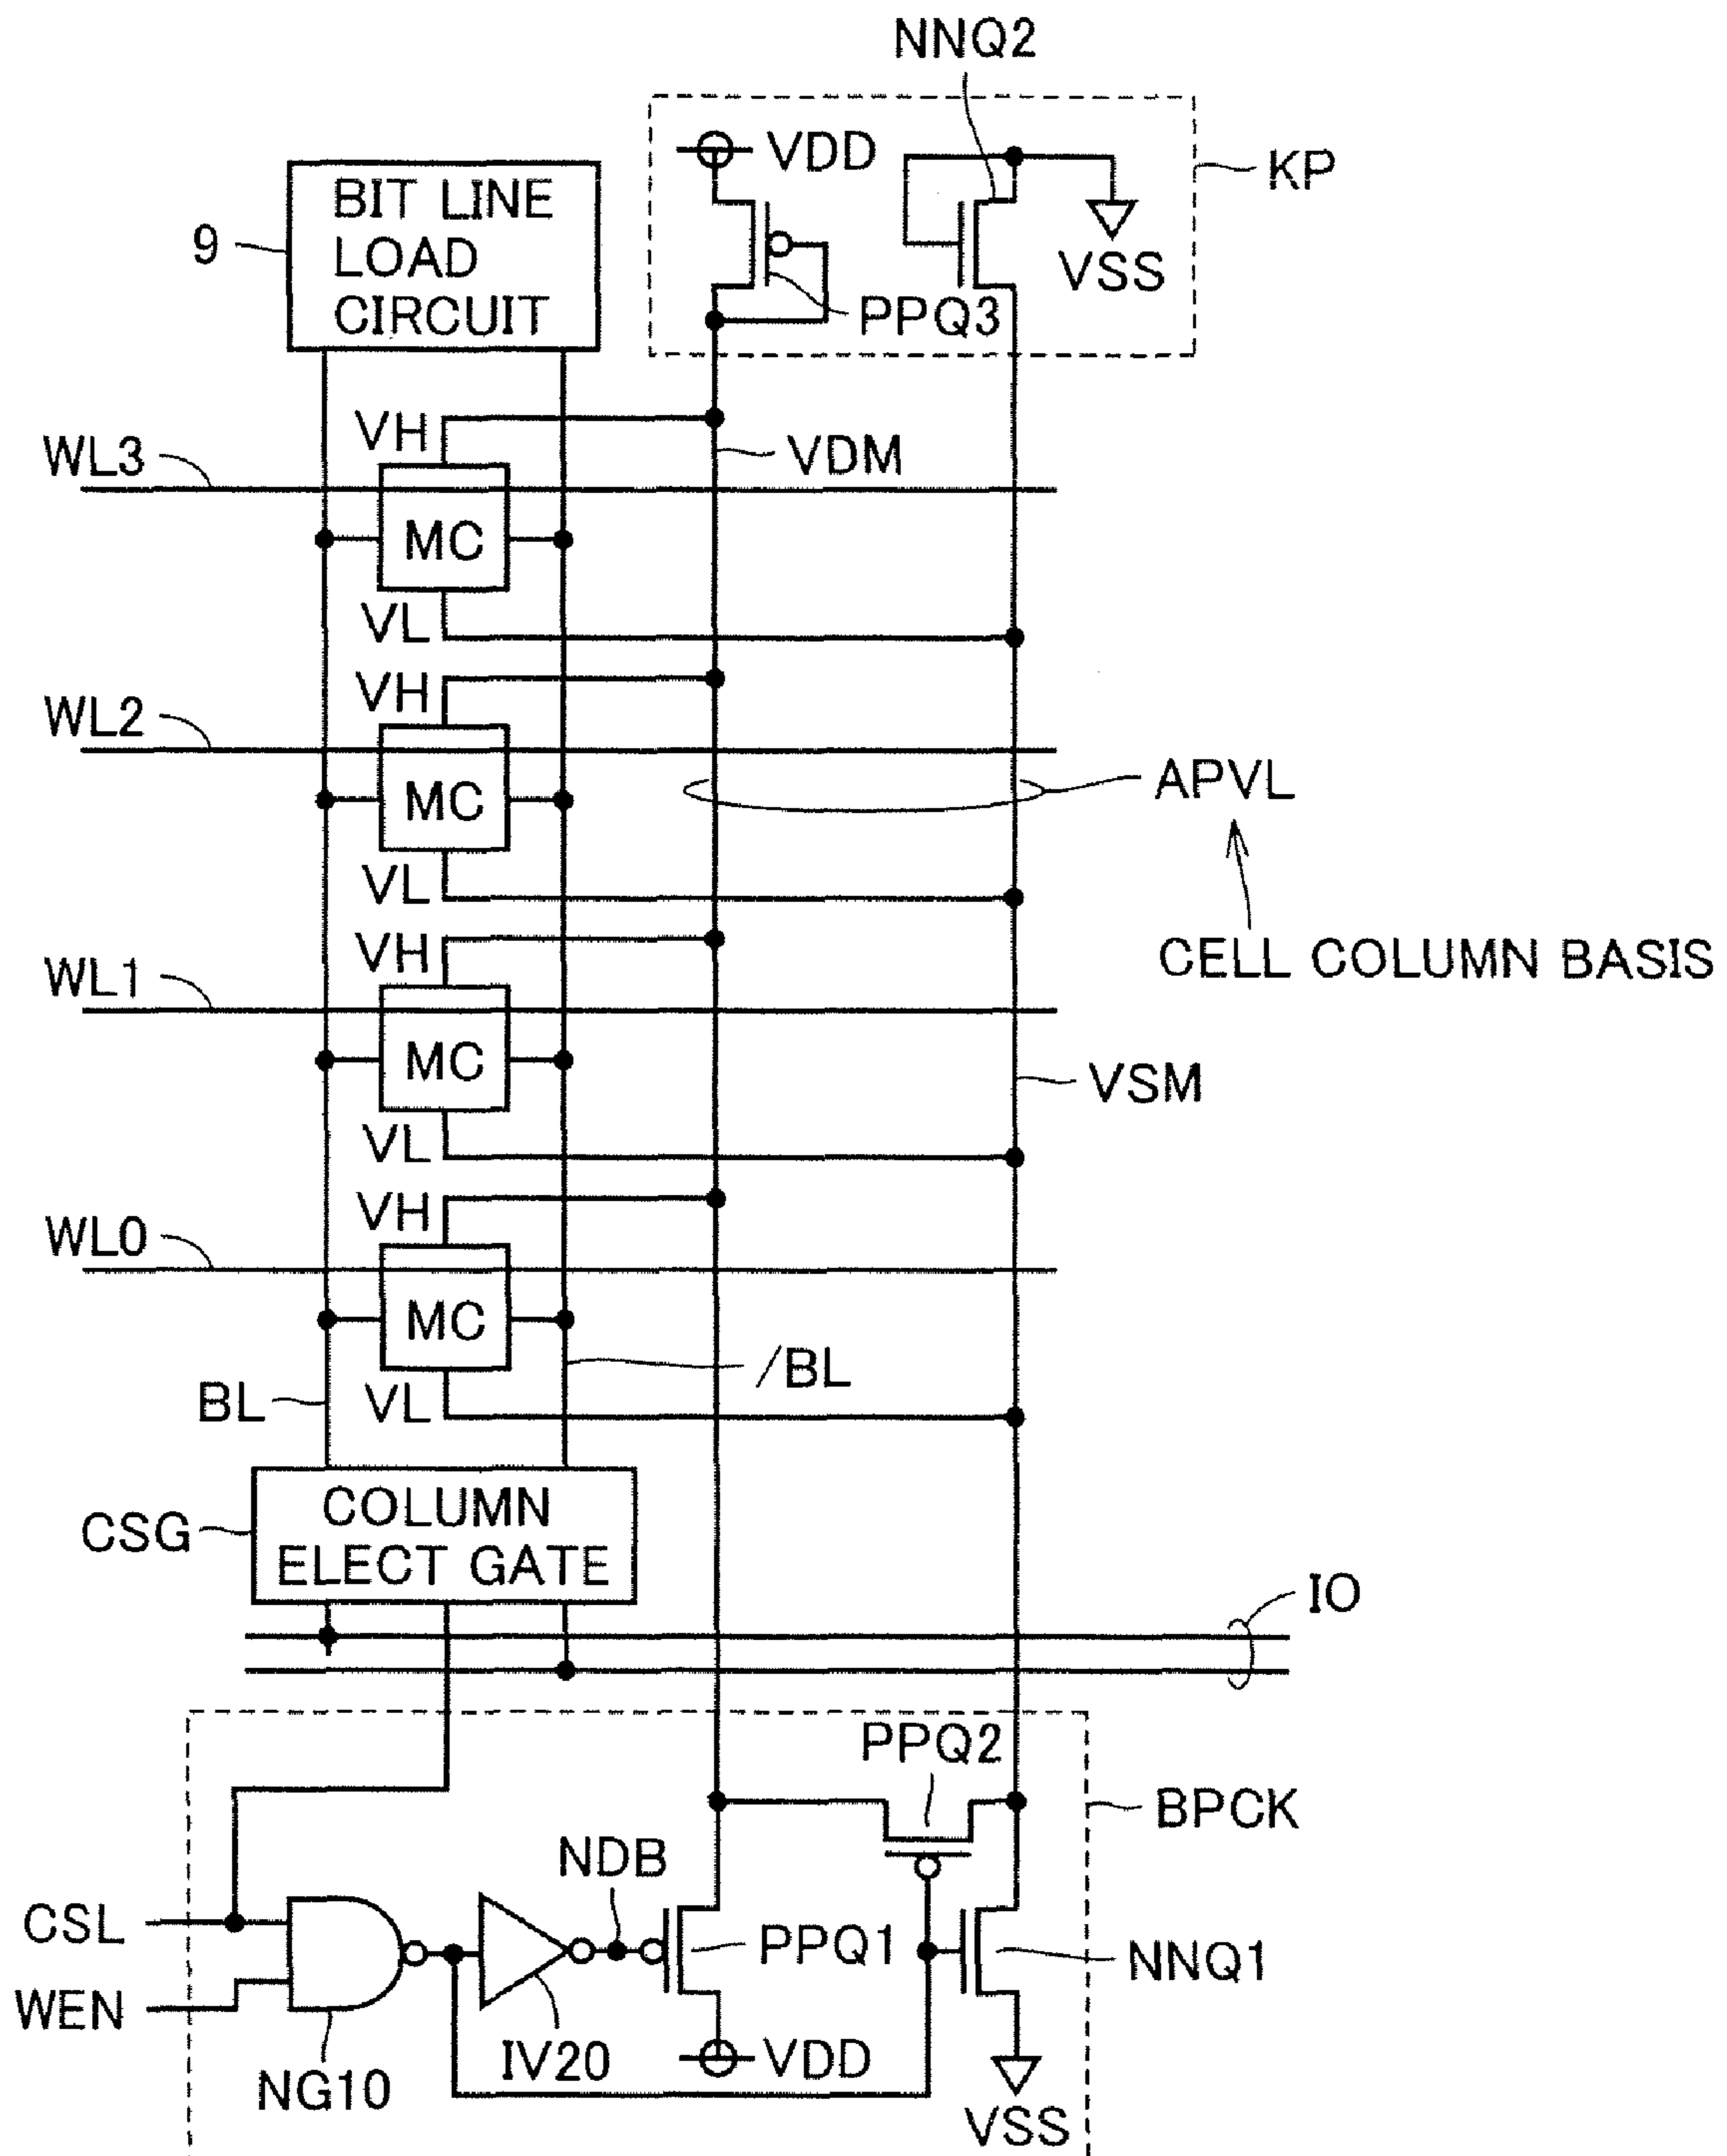 NNQ2
VDD
KP
BIT LINE
LOAD
CIRCUIT
9
VSS
PPQ3
VH
WL3
VDM
MC
VL
VH
WL2
MC
APVL
VL
CELL COLUMN BASIS
VH
WL1
MC
VSM
VL
VH
WL0
MC
/BL
BL
VL
COLUMN
ELECT GATE
CSG
IO
PPQ2
BPCK
NDB
CSL
PPQ1
NNQ1
WEN
IV20
VDD
NG10
VSS